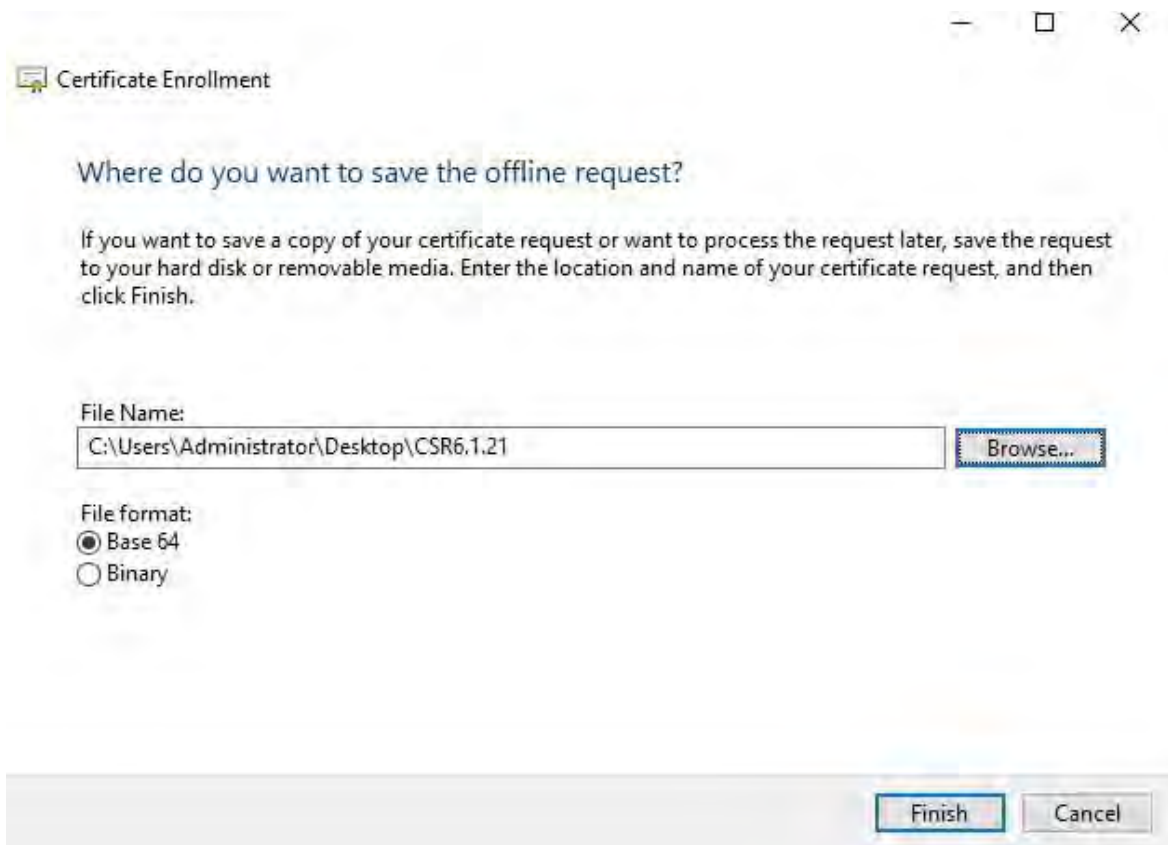 Certificate Enrollment
Where do you want to save the offline request?
If you want to save a copy of your certificate request or want to process the request later, save the request
to your hard disk or removable media. Enter the location and name of your certificate request, and then
click Finish.
File Name:
C:\Users\Administrator\Desktop\CSR6.1.21
Browse...
File format:
Base 64
Binary
Finish
Cancel